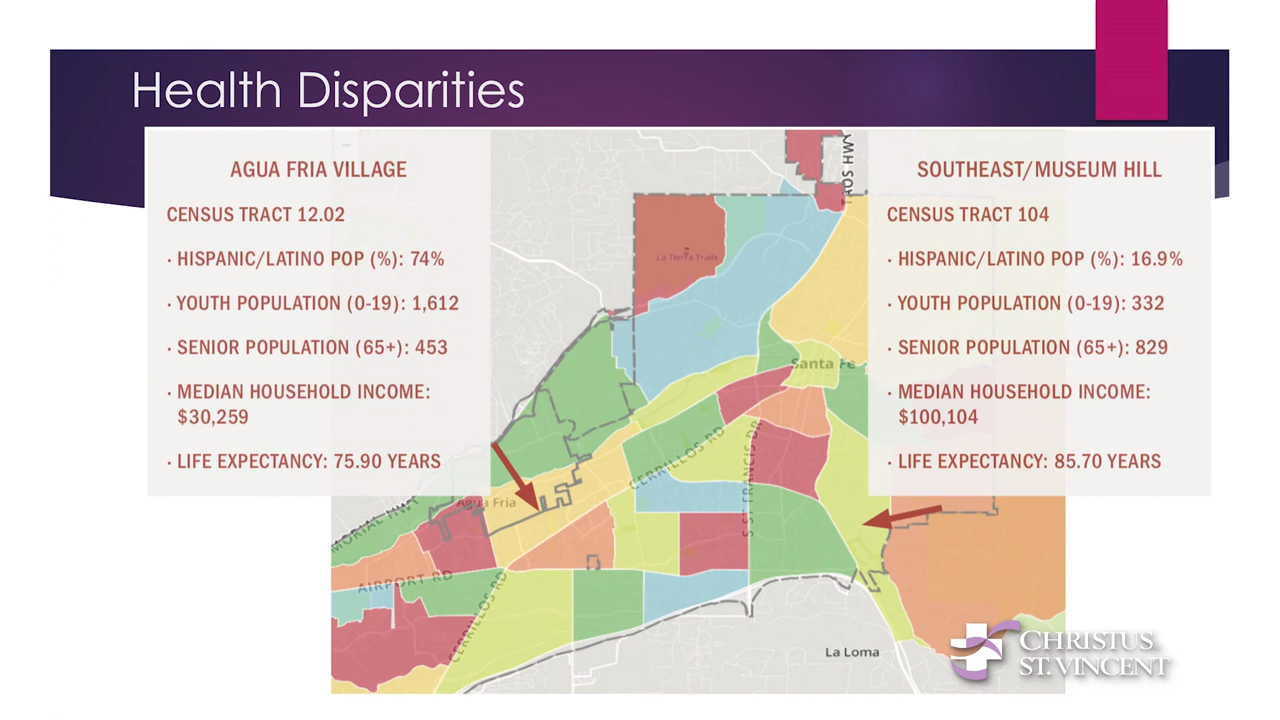 Health Disparities
AGUA FRIA VILLAGE
CENSUS TRACT 12.02
· HISPANIC/LATINO POP (%): 74%
· YOUTH POPULATION (0-19): 1,612
· SENIOR POPULATION (65+): 453
· MEDIAN HOUSEHOLD INCOME:
$30,259
· LIFE EXPECTANCY: 75.90 YEARS
SOUTHEAST/MUSEUM HILL
CENSUS TRACT 104
· HISPANIC/LATINO POP (%): 16.9%
· YOUTH POPULATION (0-19): 332
· SENIOR POPULATION (65+): 829
· MEDIAN HOUSEHOLD INCOME:
$100,104
· LIFE EXPECTANCY: 85.70 YEARS
La Tierra Trails
Santa Fe
CERRILLOS RD
S ST FRANCIS DR
Agua Fria
MORIAL HWY
AIRPORT RD
CERRILLOS RD
La Loma
CHRISTUS
ST. VINCENT